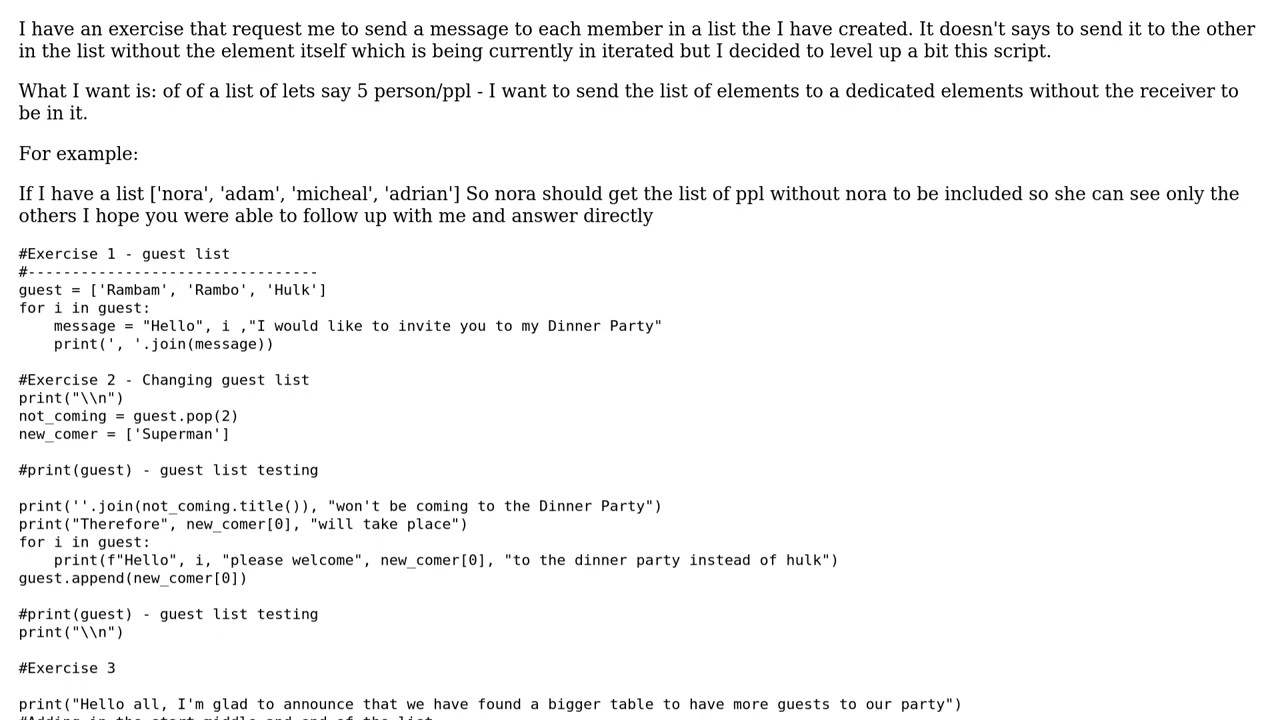 I have an exercise that request me to send a message to each member in a list the I have created. It doesn't says to send it to the other
in the list without the element itself which is being currently in iterated but I decided to level up a bit this script.
What I want is: of of a list of lets say 5 person/ppl - I want to send the list of elements to a dedicated elements without the receiver to
be in it.
For example:
If I have a list ['nora', 'adam', 'micheal', 'adrian'] So nora should get the list of ppl without nora to be included so she can see only the
others I hope you were able to follow up with me and answer directly
#Exercise 1 - guest list
#---------------------------------
guest = ['Rambam', 'Rambo', 'Hulk']
for i in guest:
    message = "Hello", i ,"I would like to invite you to my Dinner Party"
    print(', '.join(message))
#Exercise 2 - Changing guest list
print("\\n")
not_coming = guest.pop(2)
new_comer = ['Superman']
#print(guest) - guest list testing
print(''.join(not_coming.title()), "won't be coming to the Dinner Party")
print("Therefore", new_comer[0], "will take place")
for i in guest:
    print(f"Hello", i, "please welcome", new_comer[0], "to the dinner party instead of hulk")
guest.append(new_comer[0])
#print(guest) - guest list testing
print("\\n")
#Exercise 3
print("Hello all, I'm glad to announce that we have found a bigger table to have more guests to our party")
#Adding in the start middle and end of the list